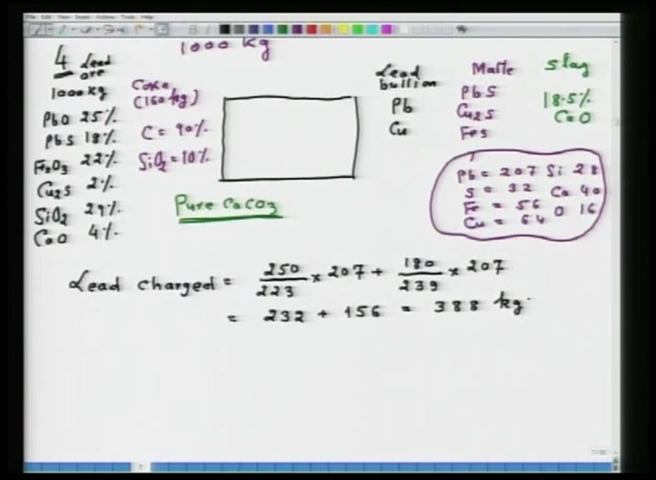 1000 kg
4 Lead ore
1000 kg
PbO 25%
PbS 18%
Fe2O3 22%
Cu2S 2%
SiO2 29%
CaO 4%
Coke
(160 kg)
C = 90%
SiO2 = 10%
Pure CaCO3
Lead bullion
Pb
Cu
Matte
PbS
Cu2S
FeS
Slag
18.5%
CaO
Pb = 207 Si 28
S = 32 Ca 40
Fe = 56 O 16
Cu = 64
Lead charged = 250/223 x 207 + 180/239 x 207
= 232 + 156 = 388 kg.